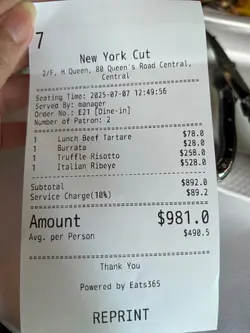 7
New York Cut
2/F, H Queen, 80 Queen's Road Central,
Central
Seating Time: 2025-07-07 12:49:56
Served By: manager
Order No.: E21 [Dine-in]
Number of Patron: 2
1 Lunch Beef Tartare $78.0
1 Burrata $28.0
1 Truffle Risotto $258.0
1 Italian Ribeye $528.0
Subtotal $892.0
Service Charge(10%) $89.2
Amount $981.0
Avg. per Person $490.5
Thank You
Powered by Eats365
REPRINT